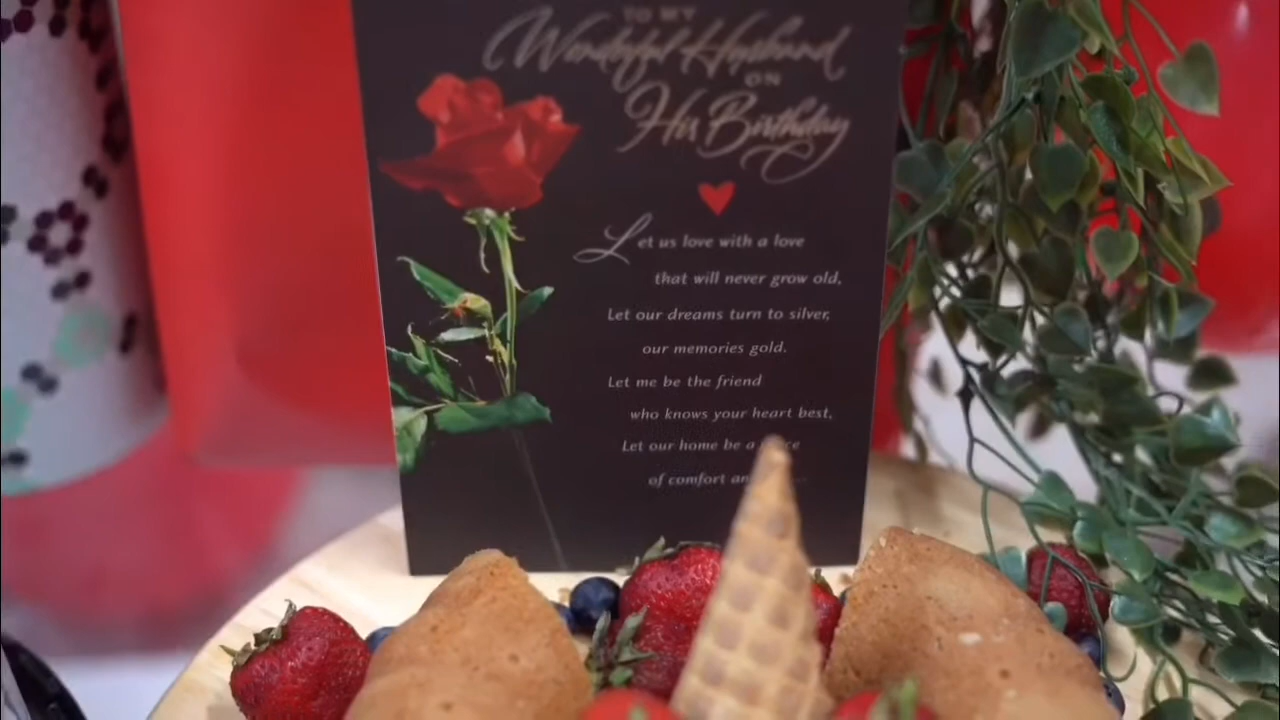 TO MY
Wonderful Husband
ON
His Birthday
Let us love with a love
that will never grow old,
Let our dreams turn to silver,
our memories gold.
Let me be the friend
who knows your heart best,
Let our home be a
of comfort